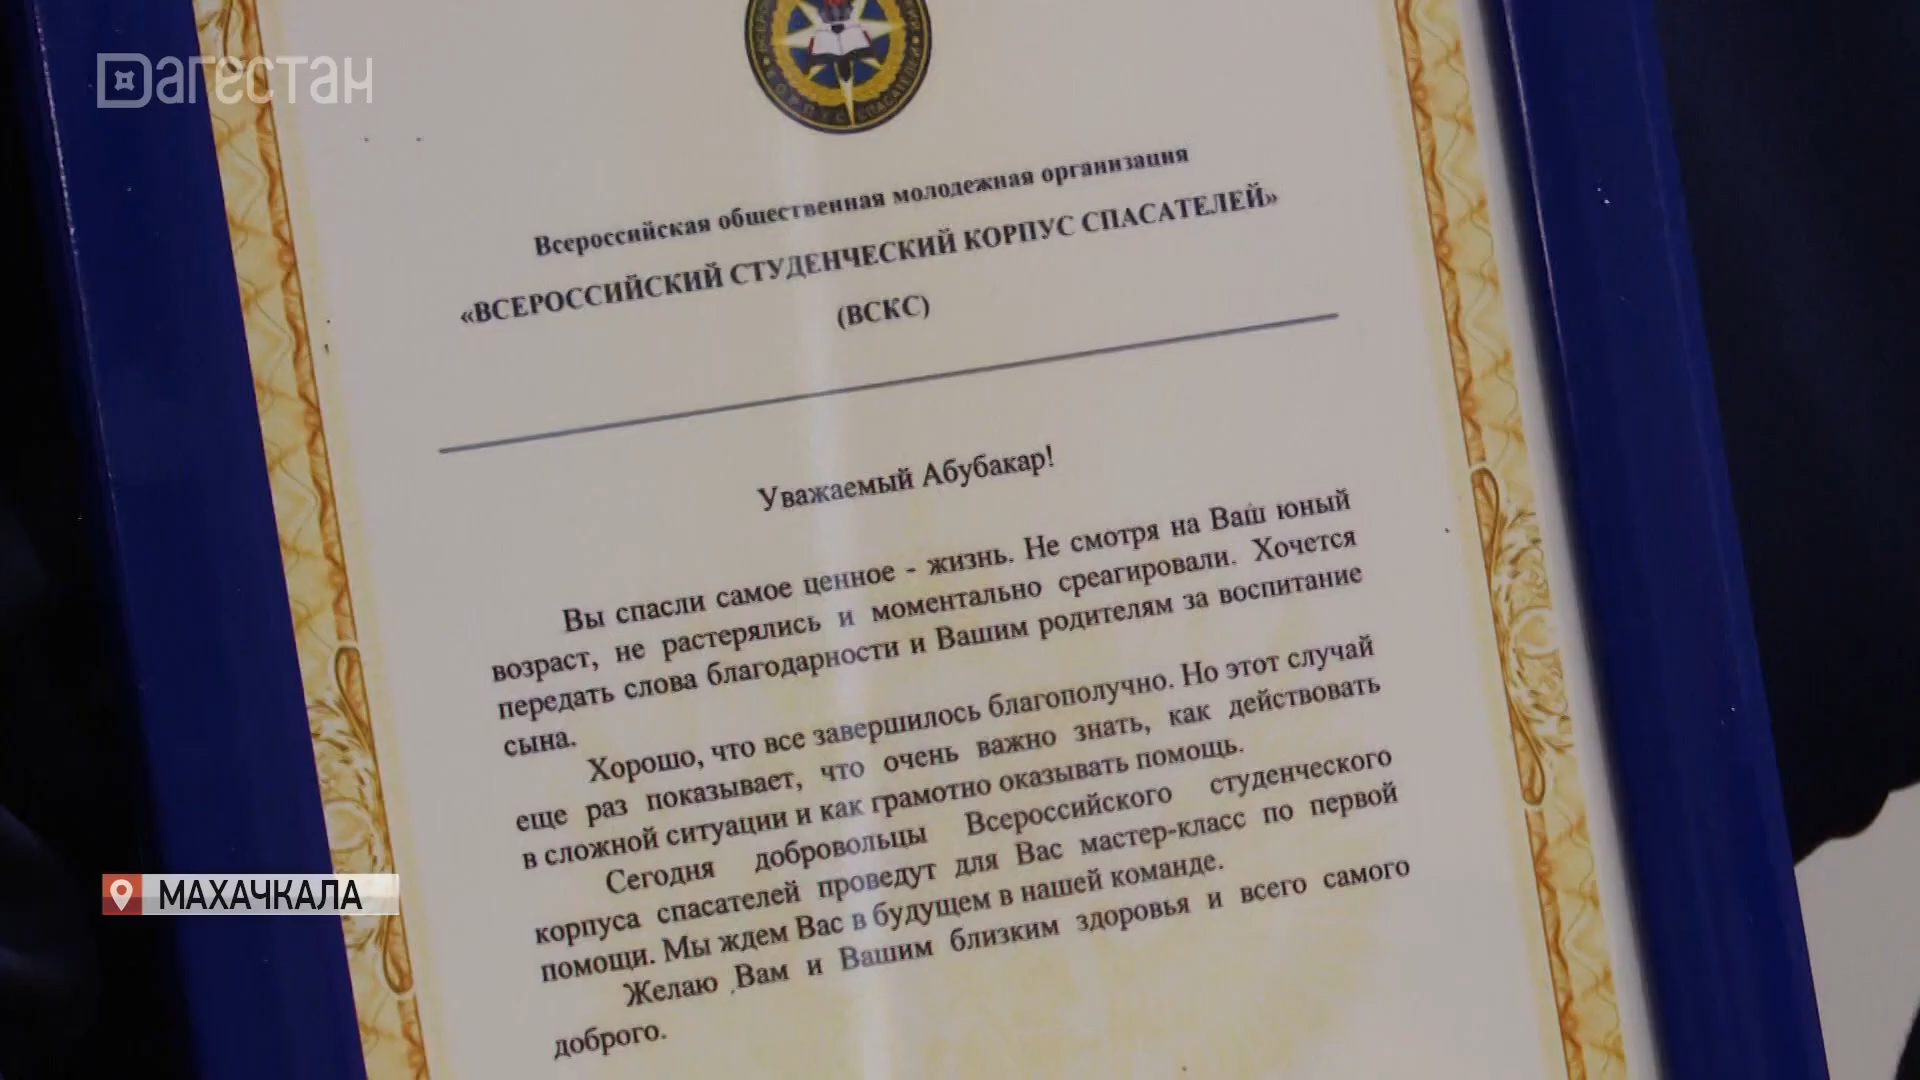 Дагестан
Всероссийская общественная молодежная организация
«ВСЕРОССИЙСКИЙ СТУДЕНЧЕСКИЙ КОРПУС СПАСАТЕЛЕЙ»
(ВСКС)
Уважаемый Абубакар!
Вы спасли самое ценное - жизнь. Не смотря на Ваш юный
возраст, не растерялись и моментально среагировали. Хочется
передать слова благодарности и Вашим родителям за воспитание
сына.
Хорошо, что все завершилось благополучно. Но этот случай
еще раз показывает, что очень важно знать, как действовать
в сложной ситуации и как грамотно оказывать помощь.
Сегодня добровольцы Всероссийского студенческого
корпуса спасателей проведут для Вас мастер-класс по первой
помощи. Мы ждем Вас в будущем в нашей команде.
Желаю Вам и Вашим близким здоровья и всего самого
доброго.
МАХАЧКАЛА